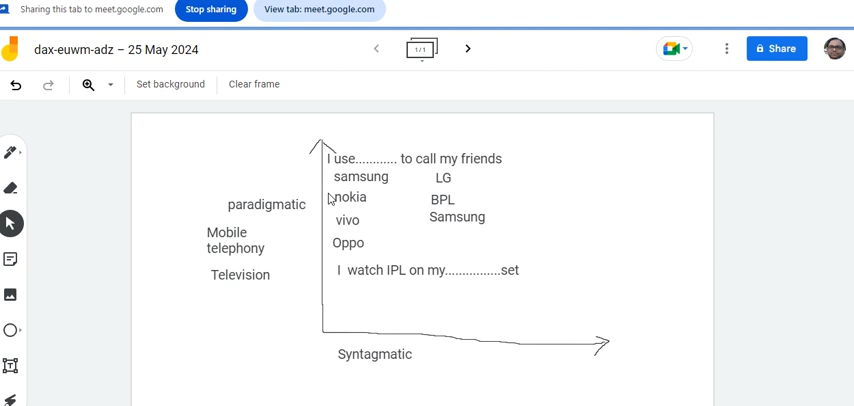 Sharing this tab to meet.google.com
Stop sharing
View tab: meet.google.com
dax-euwm-adz – 25 May 2024
1/1
Share
Set background
Clear frame
I use............ to call my friends
samsung
LG
nokia
BPL
paradigmatic
vivo
Samsung
Mobile
telephony
Oppo
Television
I watch IPL on my................set
Syntagmatic